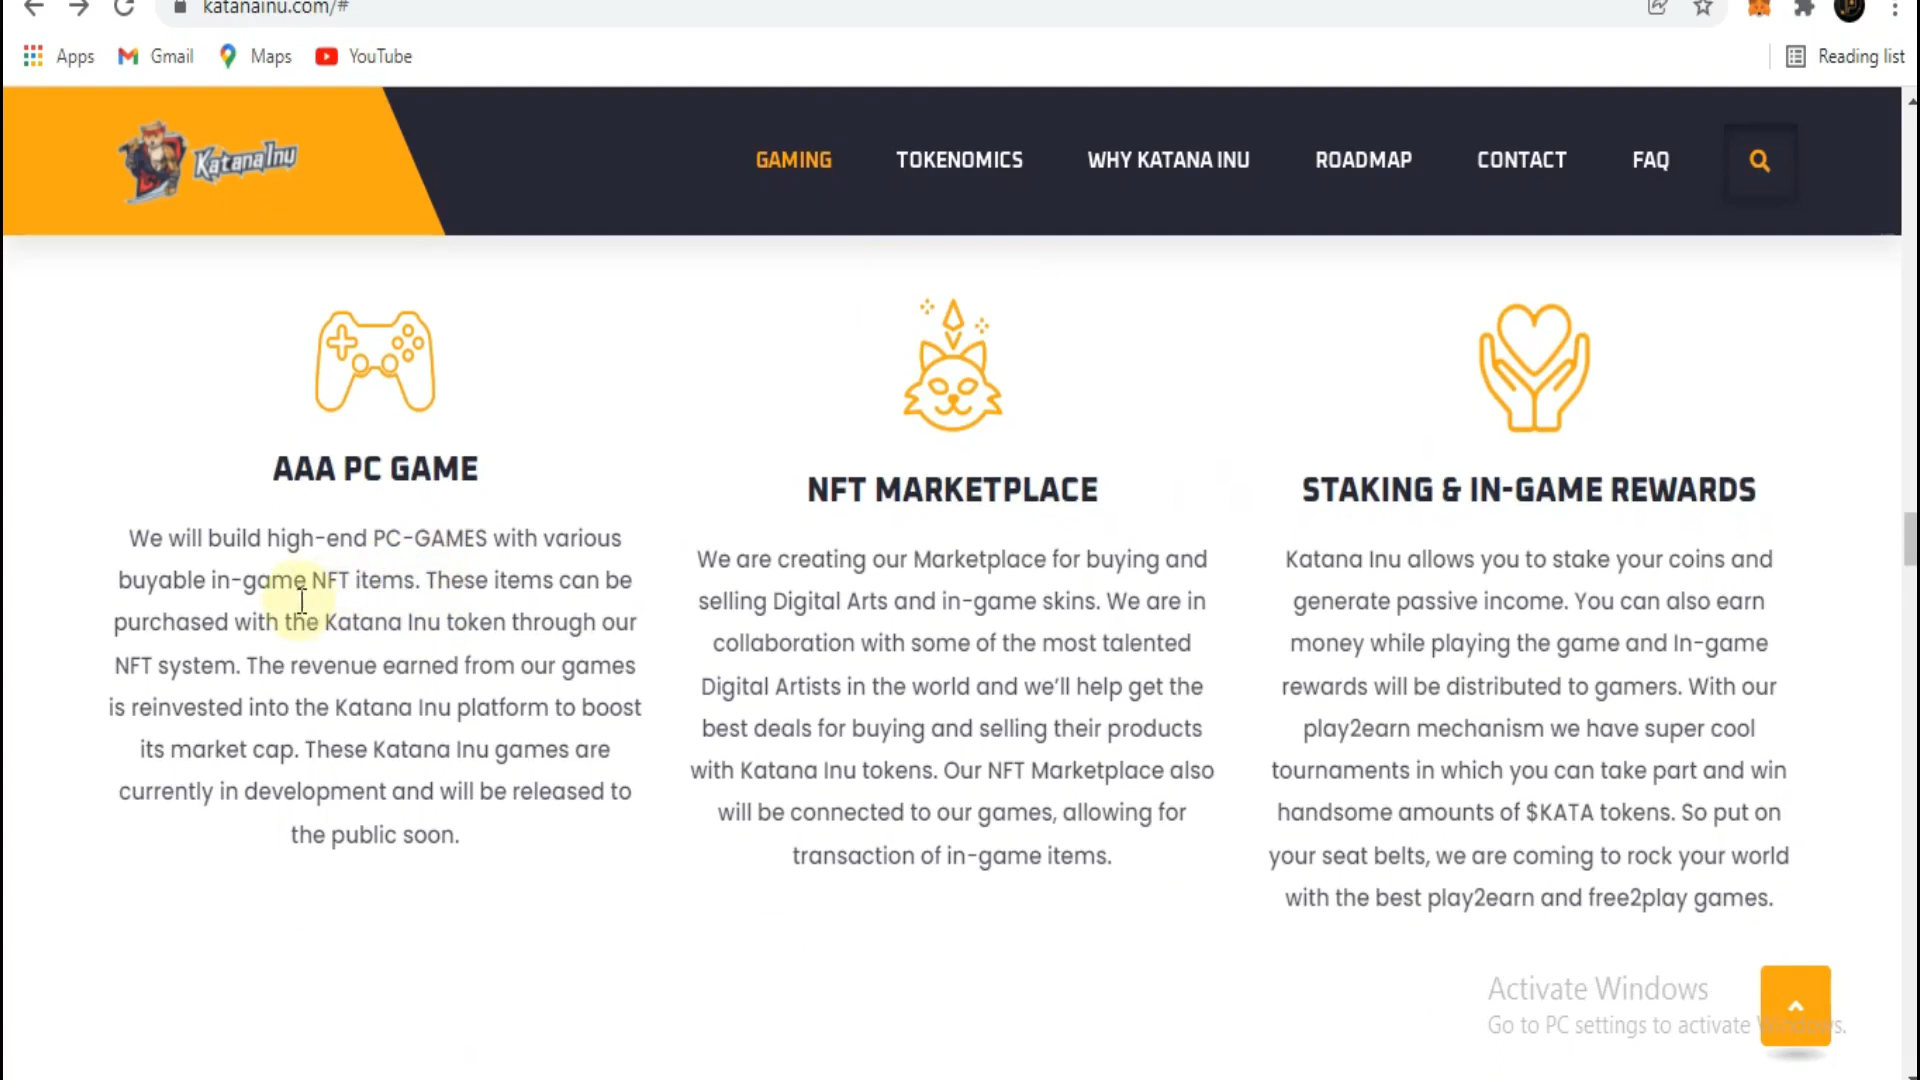 katanainu.com/#
Apps Gmail Maps YouTube Reading list
KatanaInu
GAMING TOKENOMICS WHY KATANA INU ROADMAP CONTACT FAQ
AAA PC GAME
We will build high-end PC-GAMES with various
buyable in-game NFT items. These items can be
purchased with the Katana Inu token through our
NFT system. The revenue earned from our games
is reinvested into the Katana Inu platform to boost
its market cap. These Katana Inu games are
currently in development and will be released to
the public soon.
NFT MARKETPLACE
We are creating our Marketplace for buying and
selling Digital Arts and in-game skins. We are in
collaboration with some of the most talented
Digital Artists in the world and we'll help get the
best deals for buying and selling their products
with Katana Inu tokens. Our NFT Marketplace also
will be connected to our games, allowing for
transaction of in-game items.
STAKING & IN-GAME REWARDS
Katana Inu allows you to stake your coins and
generate passive income. You can also earn
money while playing the game and In-game
rewards will be distributed to gamers. With our
play2earn mechanism we have super cool
tournaments in which you can take part and win
handsome amounts of $KATA tokens. So put on
your seat belts, we are coming to rock your world
with the best play2earn and free2play games.
Activate Windows
Go to PC settings to activate Windows.